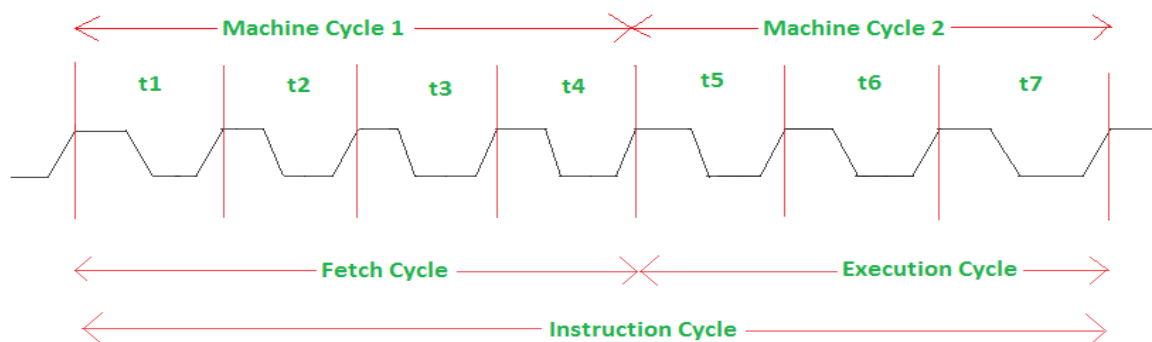 Machine Cycle 1 Machine Cycle 2
t1 t2 t3 t4 t5 t6 t7
Fetch Cycle Execution Cycle
Instruction Cycle